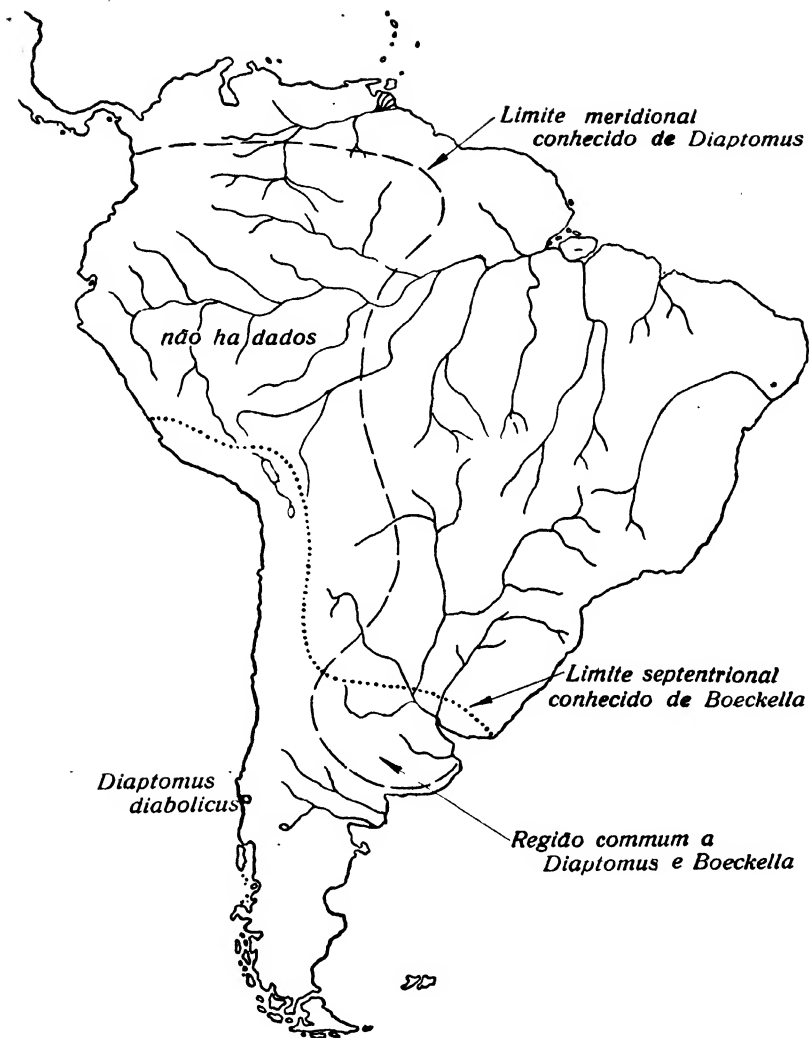 Limite meridional
conhecido de Diaptomus
não ha dados
Limite septentrional
conhecido de Boeckella
Diaptomus
diabolicus
Região commum a
Diaptomus e Boeckella